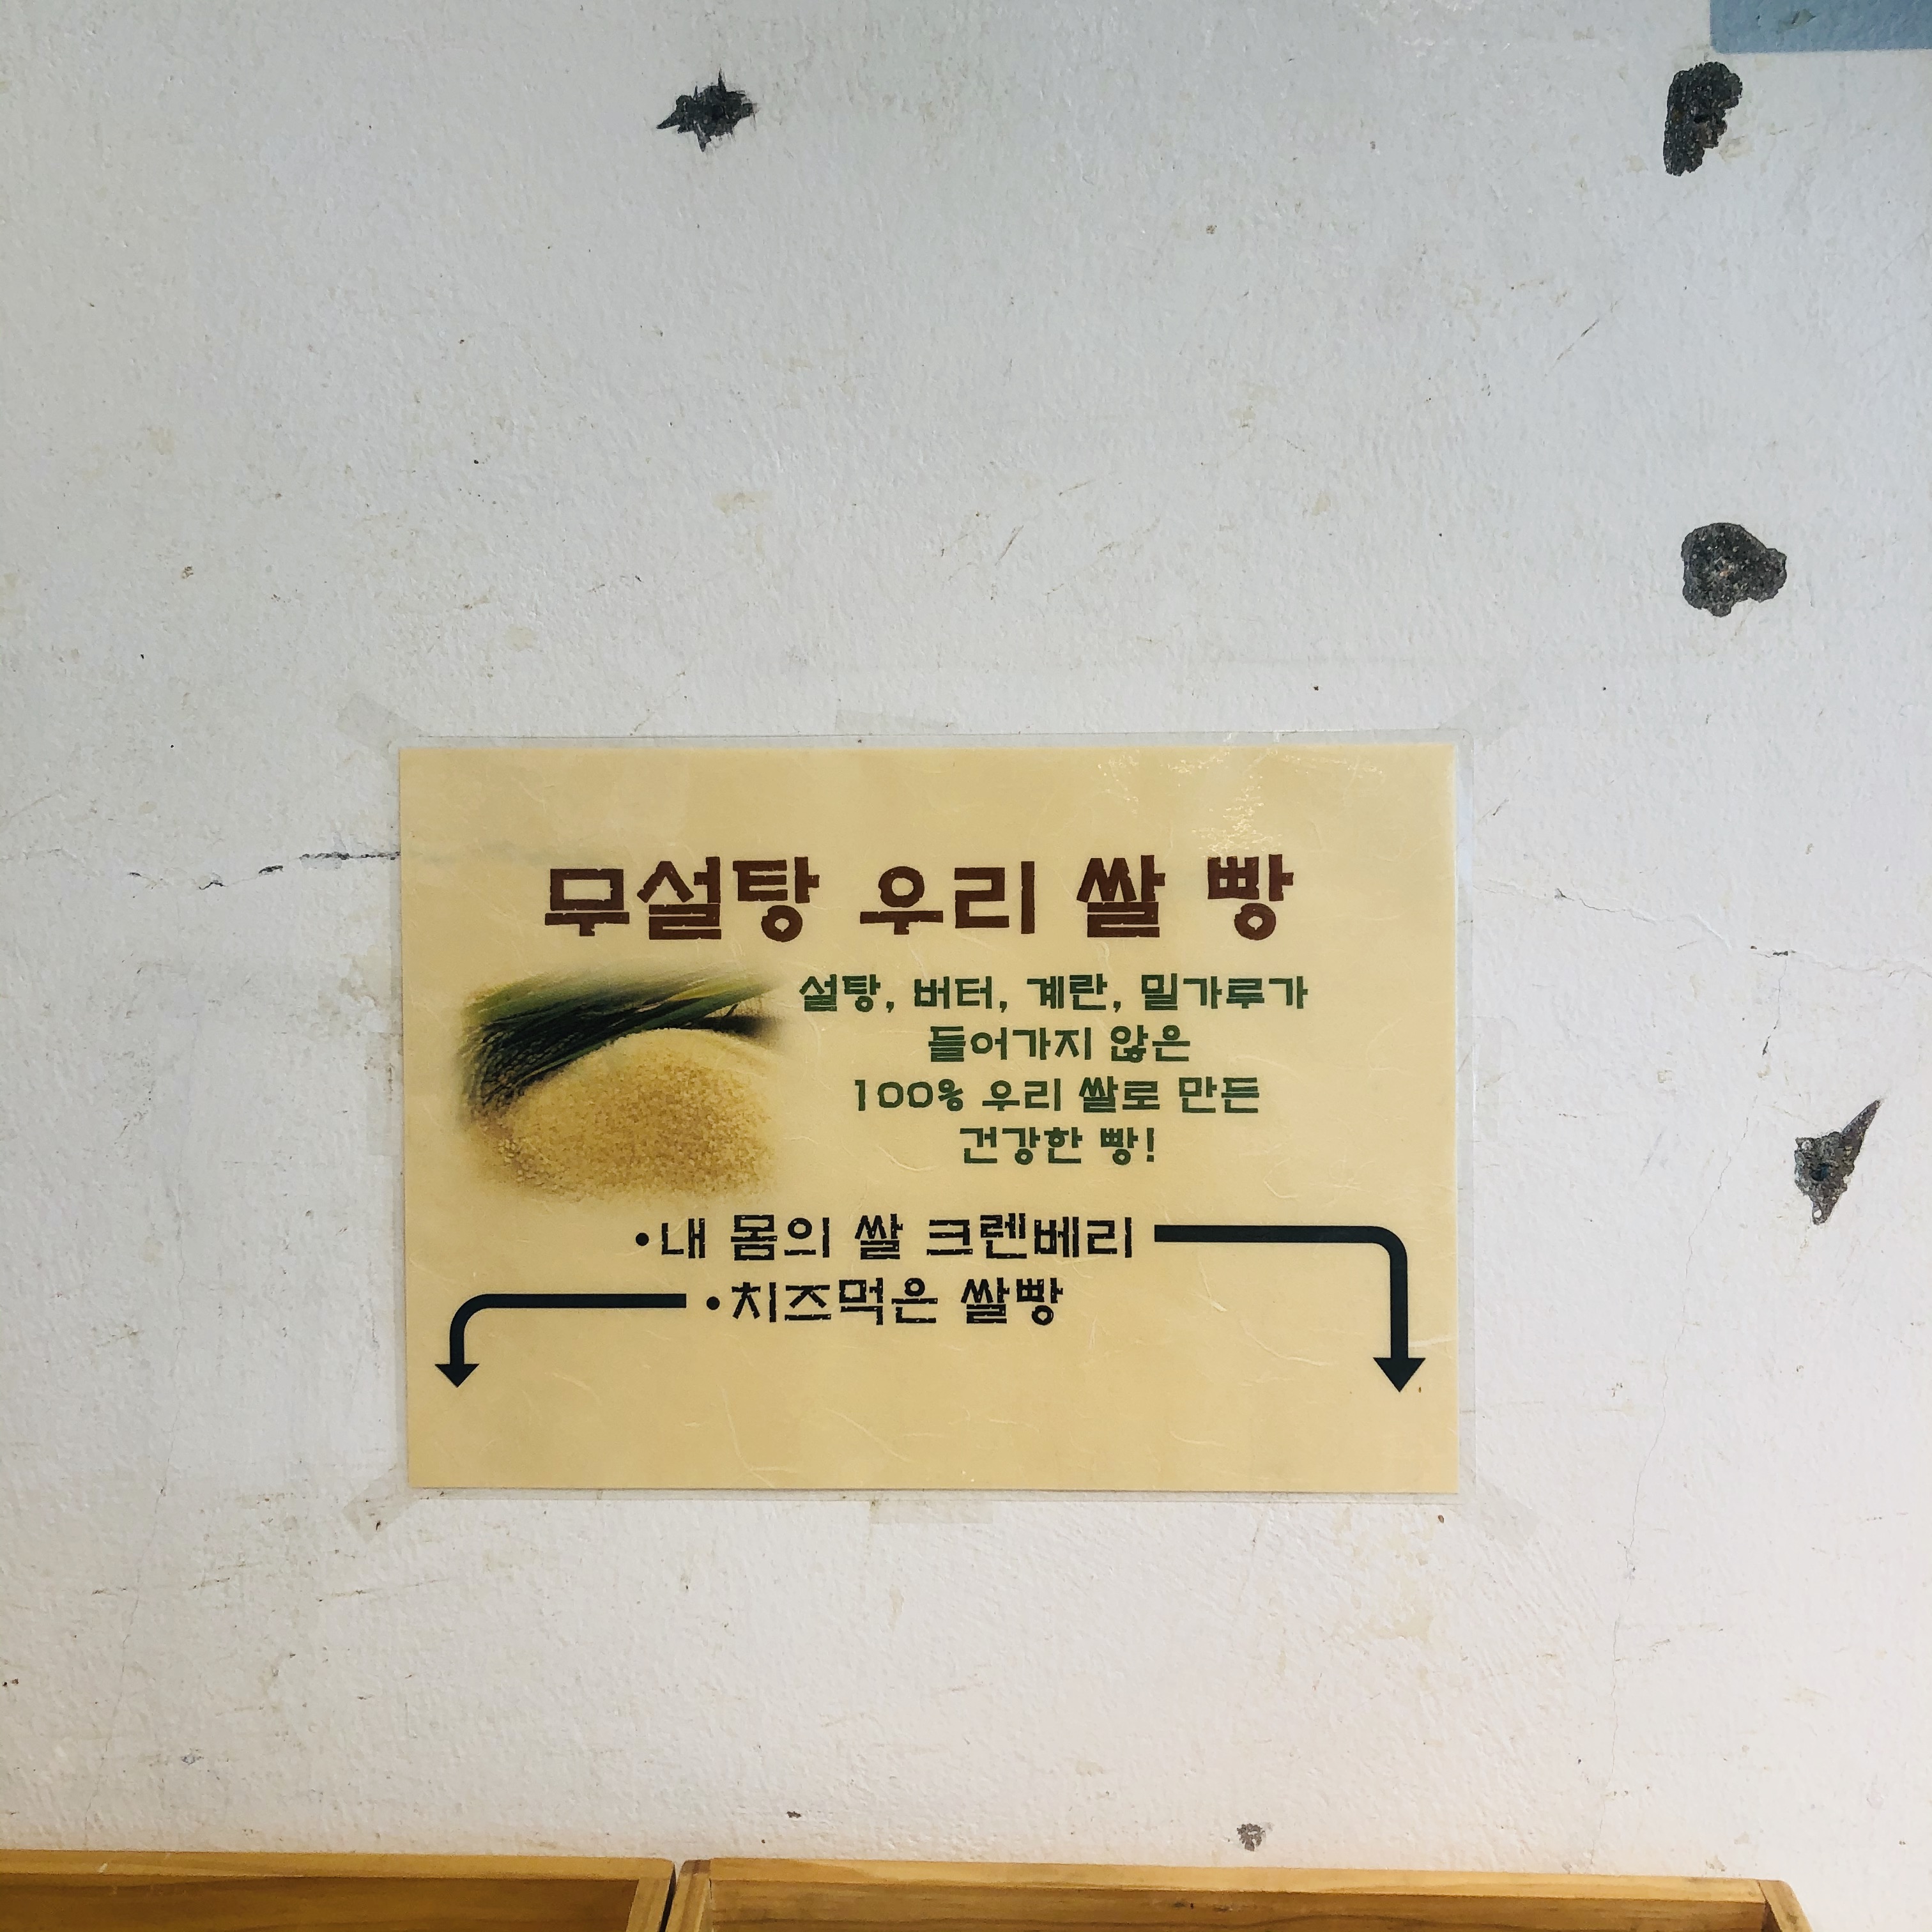 무설탕 우리 쌀 빵
설탕, 버터, 계란, 밀가루가
들어가지 않은
100% 우리 쌀로 만든
건강한 빵!
•내 몸의 쌀 크렌베리
•치즈먹은 쌀빵